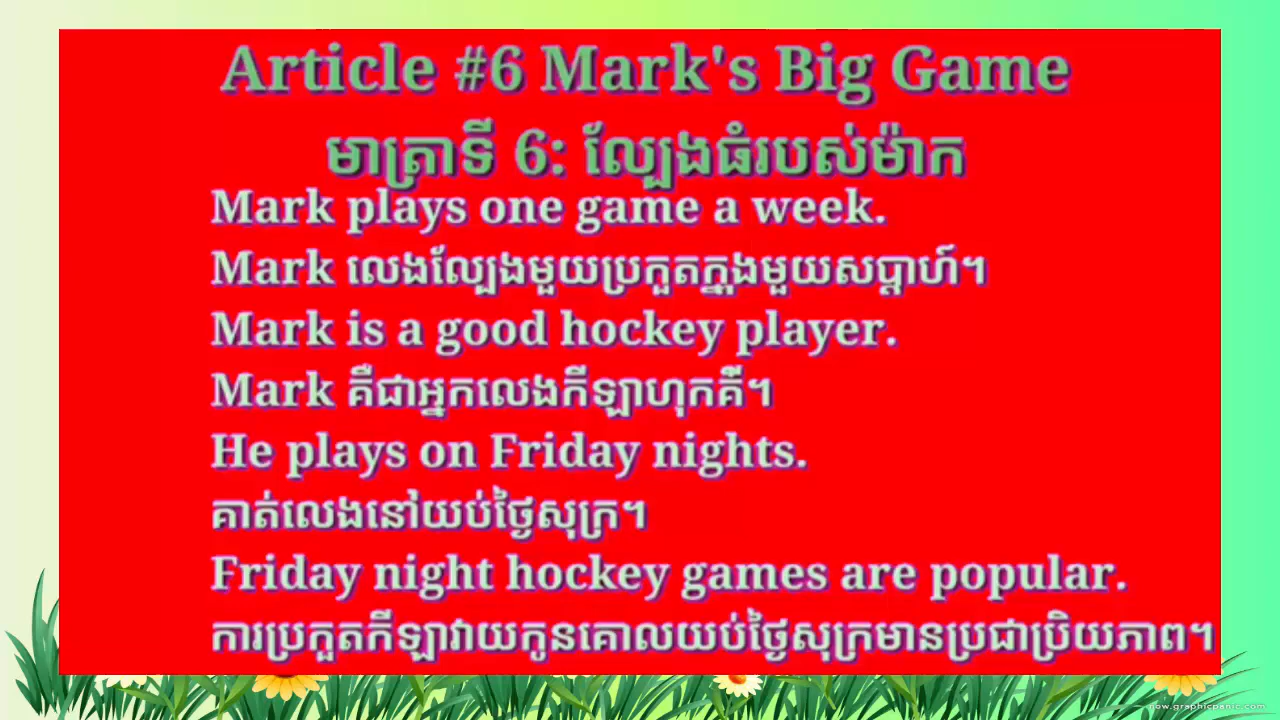 Article #6 Mark's Big Game
មាត្រាទី 6: ល្បែងធំរបស់ម៉ាក
Mark plays one game a week.
Mark លេងល្បែងមួយប្រកួតក្នុងមួយសប្តាហ៍។
Mark is a good hockey player.
Mark គឺជាអ្នកលេងកីឡាហុកគី។
He plays on Friday nights.
គាត់លេងនៅយប់ថ្ងៃសុក្រ។
Friday night hockey games are popular.
ការប្រកួតកីឡាវាយកូនគោលយប់ថ្ងៃសុក្រមានប្រជាប្រិយភាព។
now.graphicpanic.com